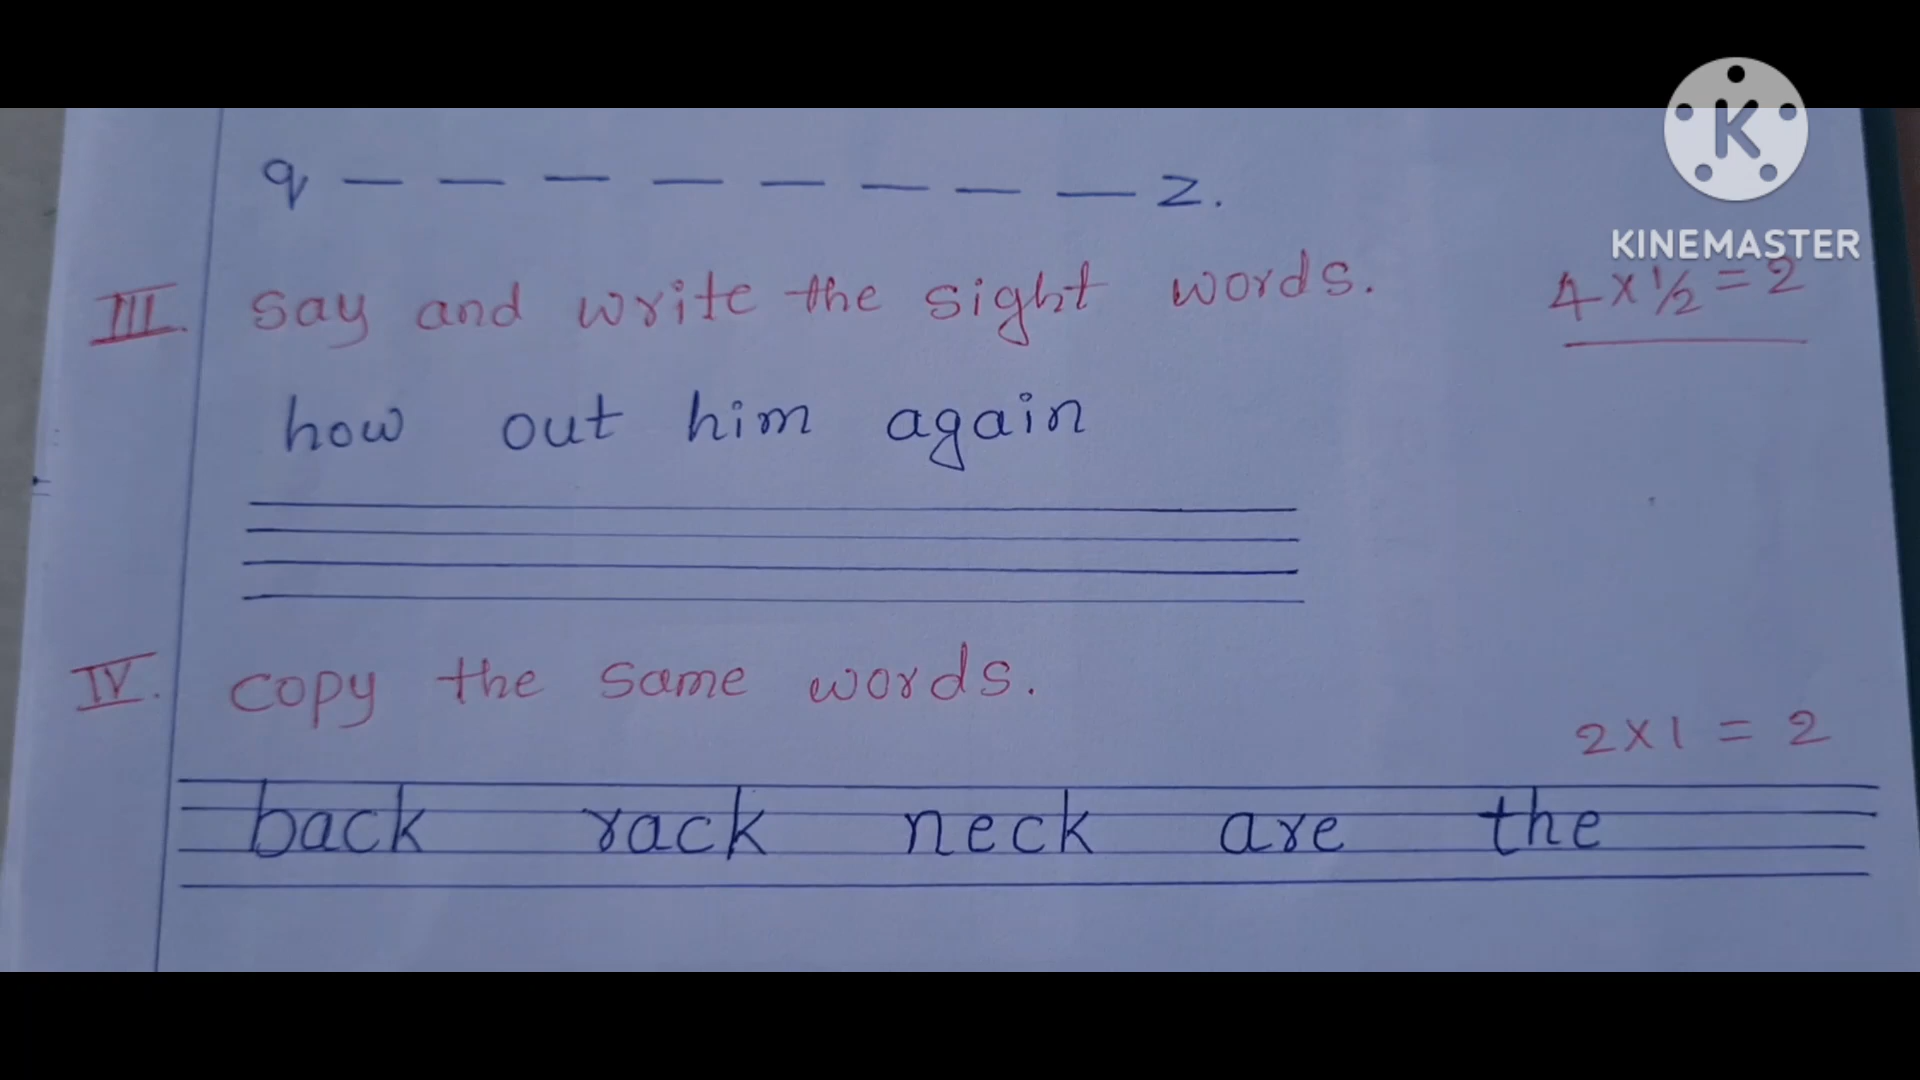 q — — — — — — — — z.
K
KINEMASTER
III. Say and write the sight words. 4 x 1/2 = 2
how out him again
IV. Copy the same words.
2 x 1 = 2
back rack neck are the